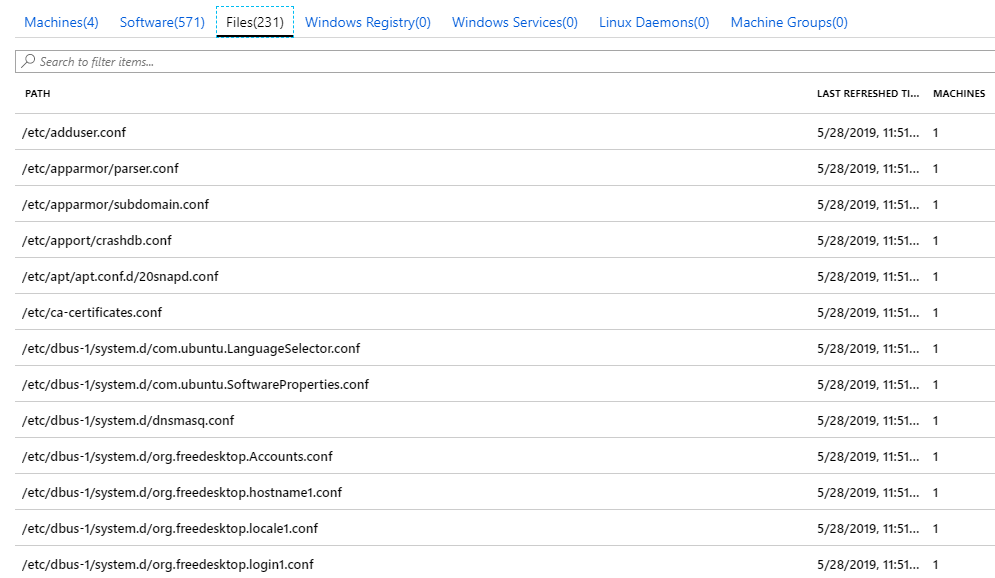 Machines(4) Software(571) Files(231) Windows Registry(0) Windows Services(0) Linux Daemons(0) Machine Groups(0)
Search to filter items...
PATH LAST REFRESHED TI... MACHINES
/etc/adduser.conf 5/28/2019, 11:51... 1
/etc/apparmor/parser.conf 5/28/2019, 11:51... 1
/etc/apparmor/subdomain.conf 5/28/2019, 11:51... 1
/etc/apport/crashdb.conf 5/28/2019, 11:51... 1
/etc/apt/apt.conf.d/20snapd.conf 5/28/2019, 11:51... 1
/etc/ca-certificates.conf 5/28/2019, 11:51... 1
/etc/dbus-1/system.d/com.ubuntu.LanguageSelector.conf 5/28/2019, 11:51... 1
/etc/dbus-1/system.d/com.ubuntu.SoftwareProperties.conf 5/28/2019, 11:51... 1
/etc/dbus-1/system.d/dnsmasq.conf 5/28/2019, 11:51... 1
/etc/dbus-1/system.d/org.freedesktop.Accounts.conf 5/28/2019, 11:51... 1
/etc/dbus-1/system.d/org.freedesktop.hostname1.conf 5/28/2019, 11:51... 1
/etc/dbus-1/system.d/org.freedesktop.locale1.conf 5/28/2019, 11:51... 1
/etc/dbus-1/system.d/org.freedesktop.login1.conf 5/28/2019, 11:51... 1